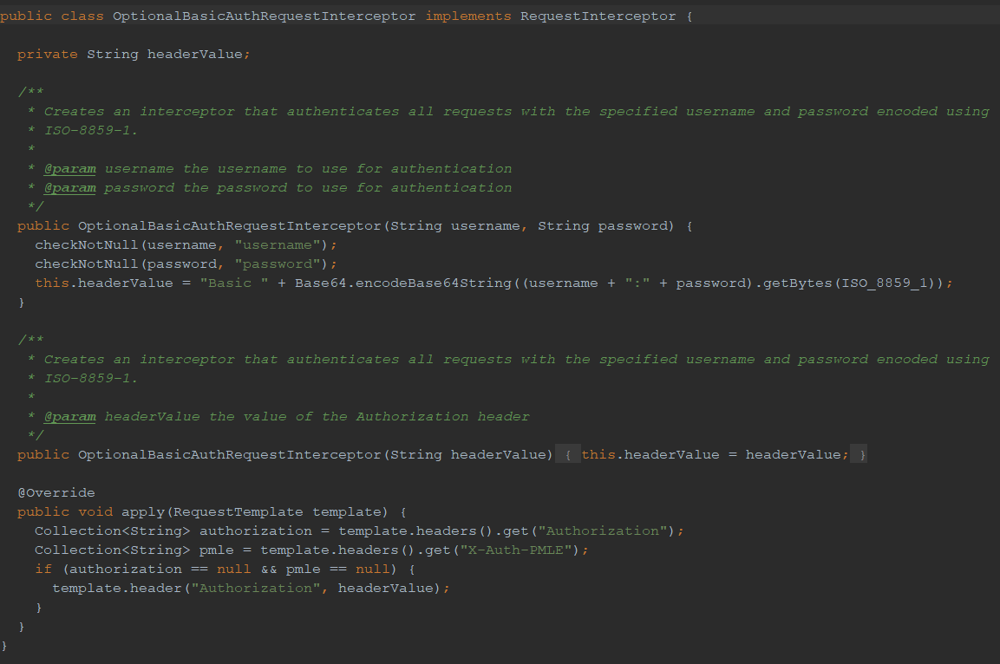 public class OptionalBasicAuthRequestInterceptor implements RequestInterceptor {
private String headerValue;
/**
* Creates an interceptor that authenticates all requests with the specified username and password encoded using
* ISO-8859-1.
*
* @param username the username to use for authentication
* @param password the password to use for authentication
*/
public OptionalBasicAuthRequestInterceptor(String username, String password) {
checkNotNull(username, "username");
checkNotNull(password, "password");
this.headerValue = "Basic " + Base64.encodeBase64String((username + ":" + password).getBytes(ISO_8859_1));
}
/**
* Creates an interceptor that authenticates all requests with the specified username and password encoded using
* ISO-8859-1.
*
* @param headerValue the value of the Authorization header
*/
public OptionalBasicAuthRequestInterceptor(String headerValue) { this.headerValue = headerValue; }
@Override
public void apply(RequestTemplate template) {
Collection<String> authorization = template.headers().get("Authorization");
Collection<String> pmle = template.headers().get("X-Auth-PMLE");
if (authorization == null && pmle == null) {
template.header("Authorization", headerValue);
}
}
}